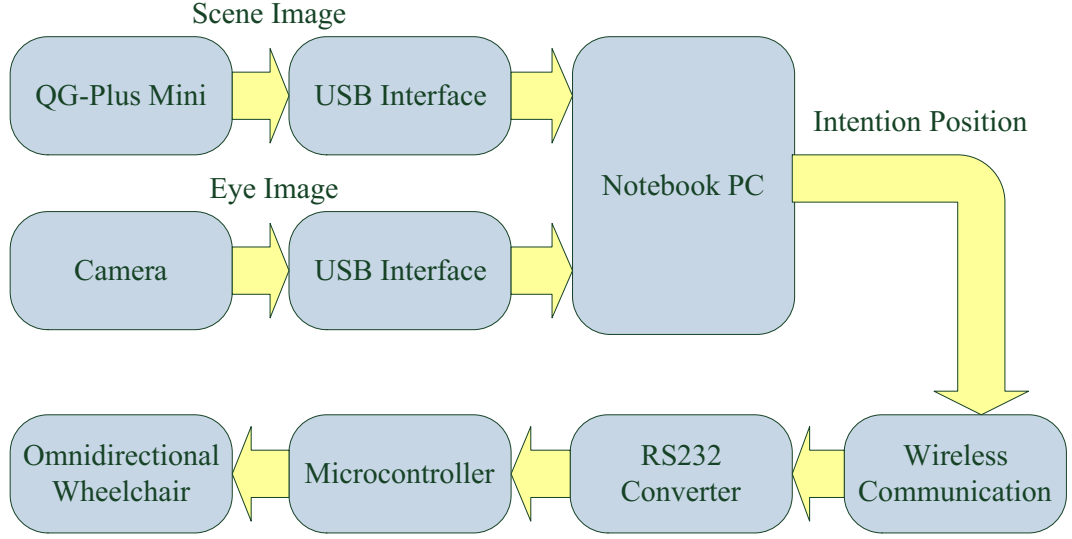 Scene Image
QG-Plus Mini
USB Interface
Notebook PC
Intention Position
Eye Image
Camera
USB Interface
Omnidirectional
Wheelchair
Microcontroller
RS232
Converter
Wireless
Communication